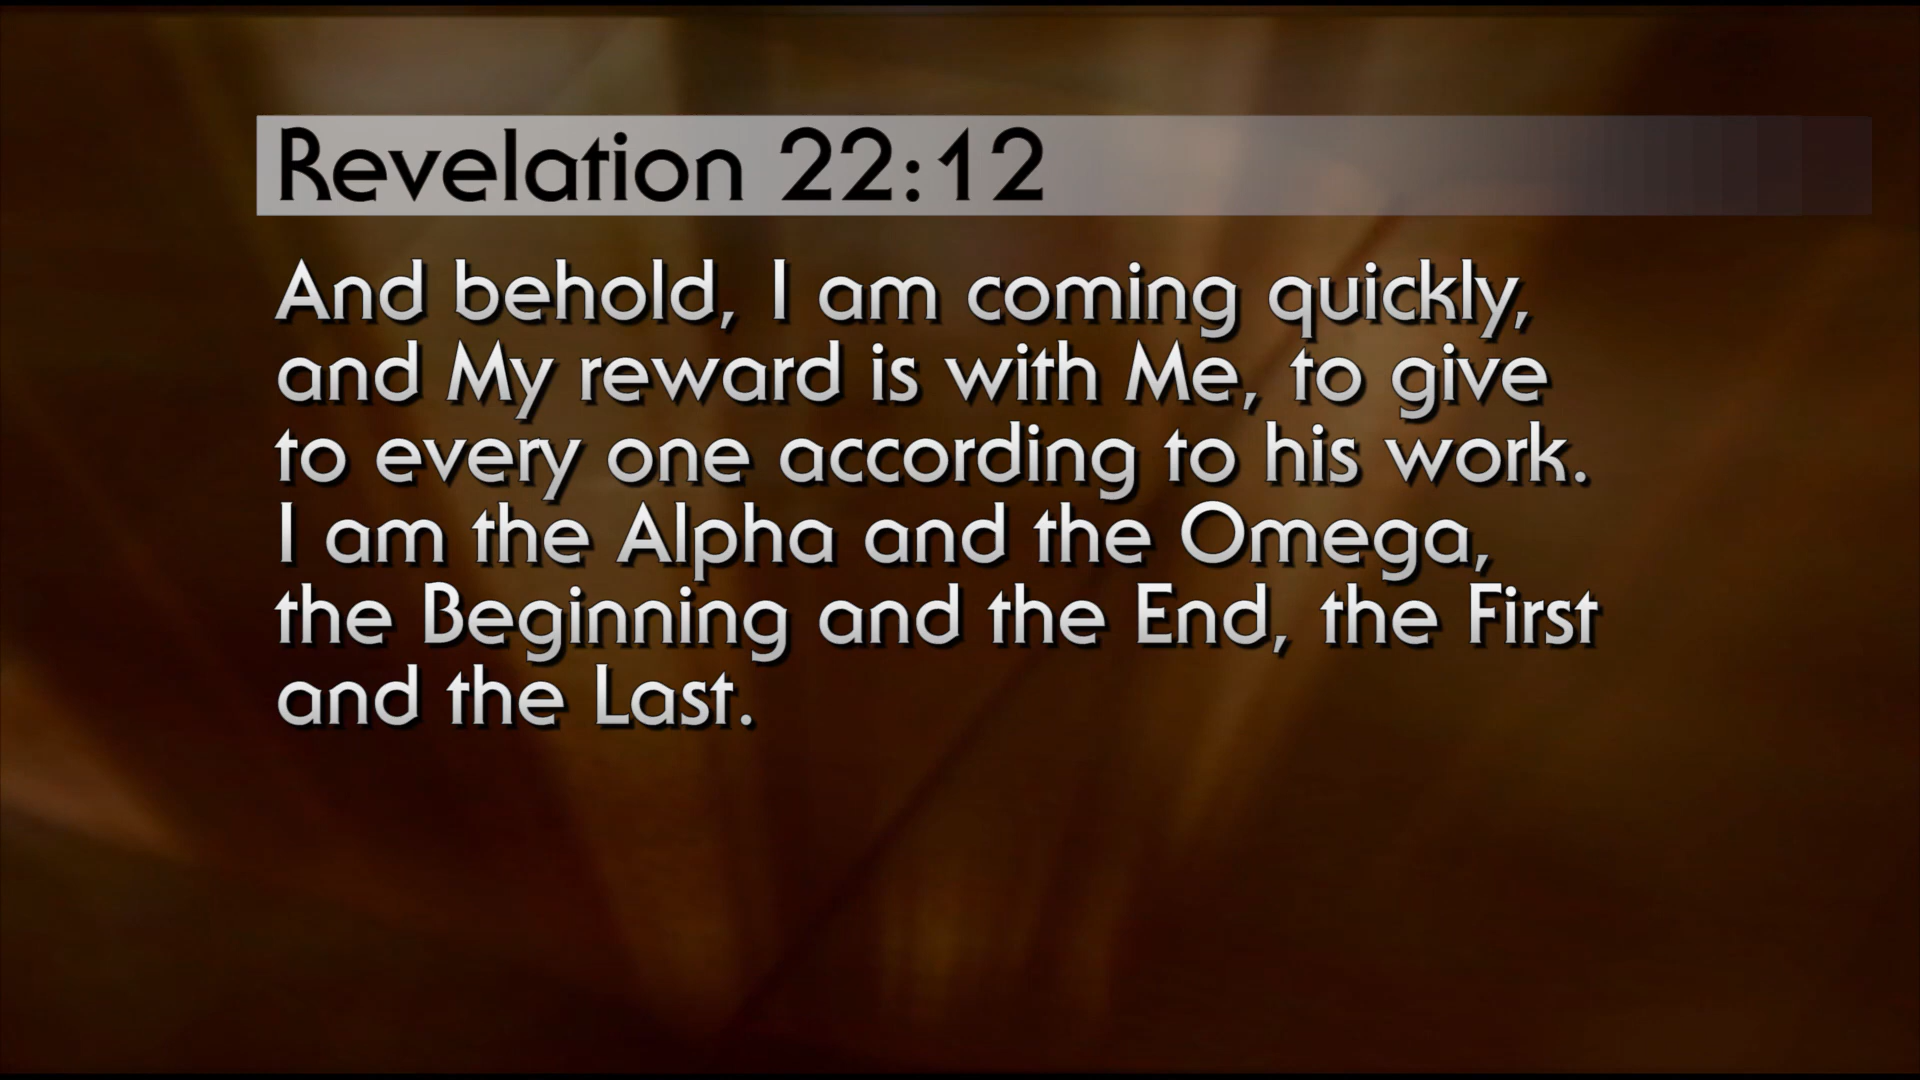 Revelation 22:12
And behold, I am coming quickly,
and My reward is with Me, to give
to every one according to his work.
I am the Alpha and the Omega,
the Beginning and the End, the First
and the Last.